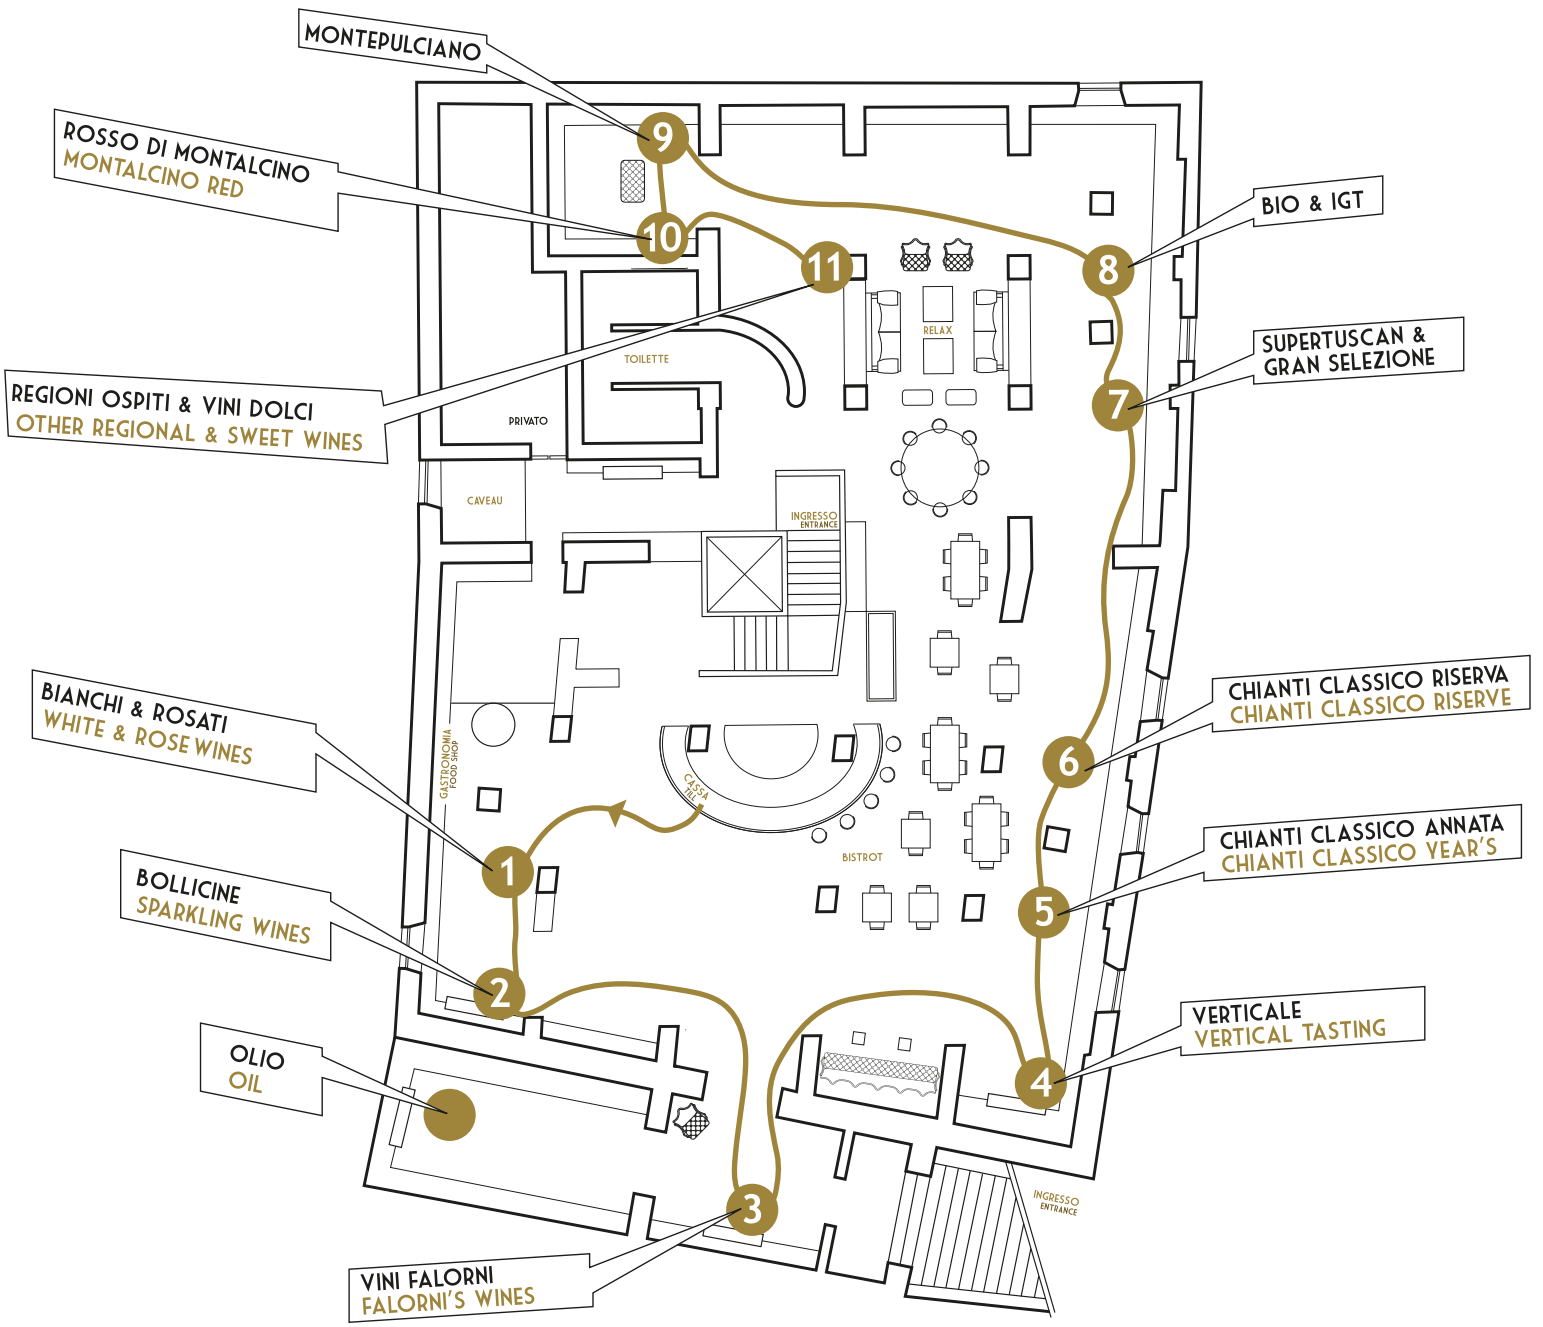 MONTEPULCIANO
9
ROSSO DI MONTALCINO
MONTALCINO RED
10
11
BIO & IGT
8
RELAX
SUPERTUSCAN &
GRAN SELEZIONE
7
TOILETTE
REGIONI OSPITI & VINI DOLCI
OTHER REGIONAL & SWEET WINES
PRIVATO
CAVEAU
INGRESSO
ENTRANCE
BIANCHI & ROSATI
WHITE & ROSE WINES
GASTRONOMIA
FOOD SHOP
CASSA
TILL
CHIANTI CLASSICO RISERVA
CHIANTI CLASSICO RISERVE
6
1
BISTROT
CHIANTI CLASSICO ANNATA
CHIANTI CLASSICO YEAR'S
5
BOLLICINE
SPARKLING WINES
2
VERTICALE
VERTICAL TASTING
4
OLIO
OIL
3
INGRESSO
ENTRANCE
VINI FALORNI
FALORNI'S WINES